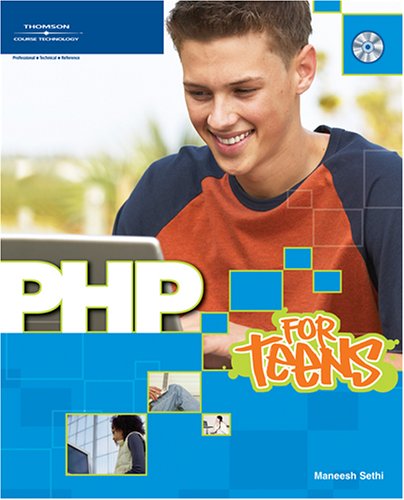 THOMSON
COURSE TECHNOLOGY
Professional ■ Technical ■ Reference
PHP
FOR
TEENS
Maneesh Sethi